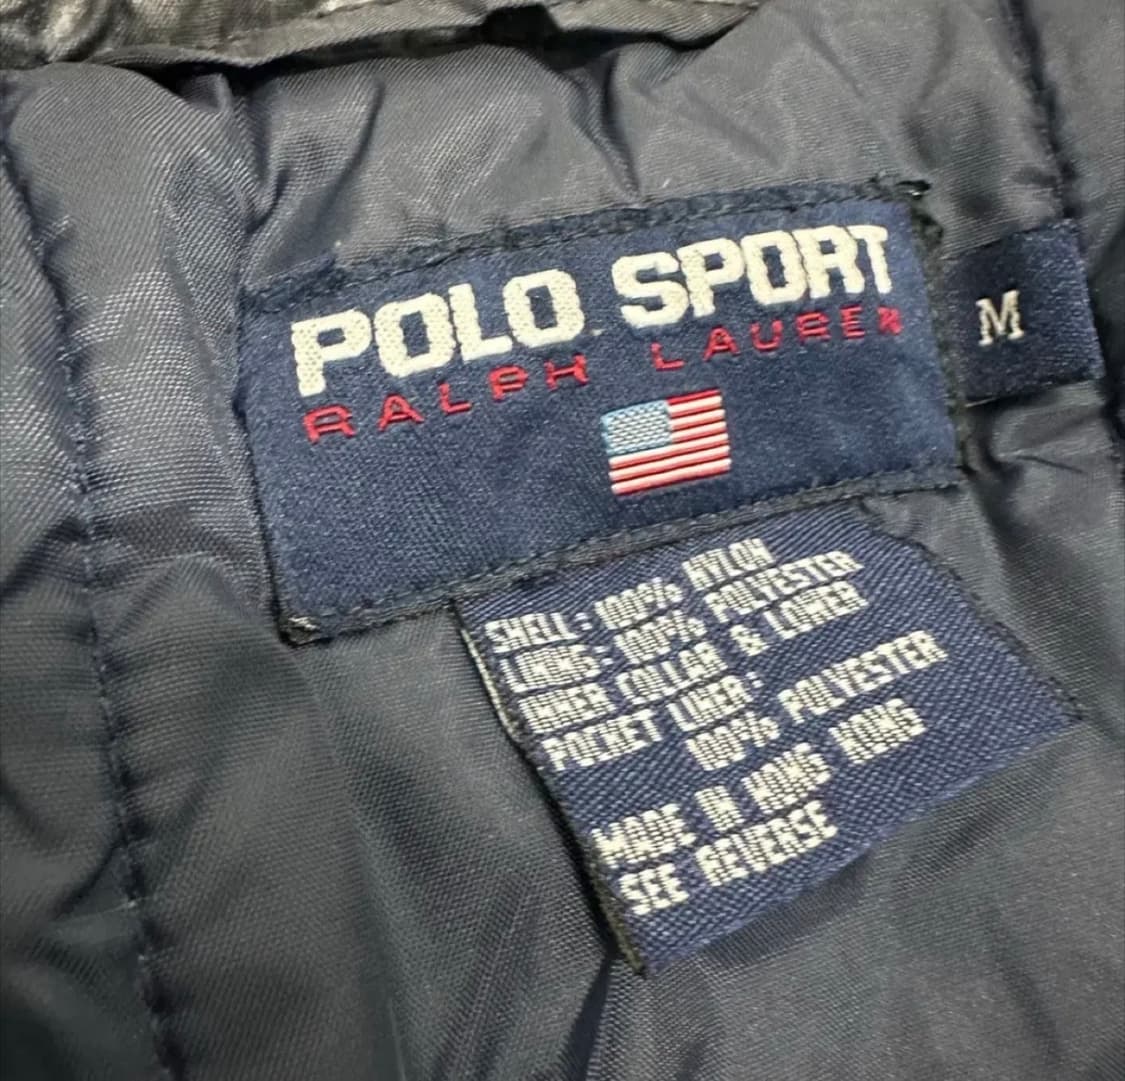 POLO SPORT
RALPH LAUREN
M
SHELL: 100% NYLON
LINING: 100% POLYESTER
INNER COLLAR & LOWER
POCKET LINER:
100% POLYESTER
MADE IN HONG KONG
SEE REVERSE